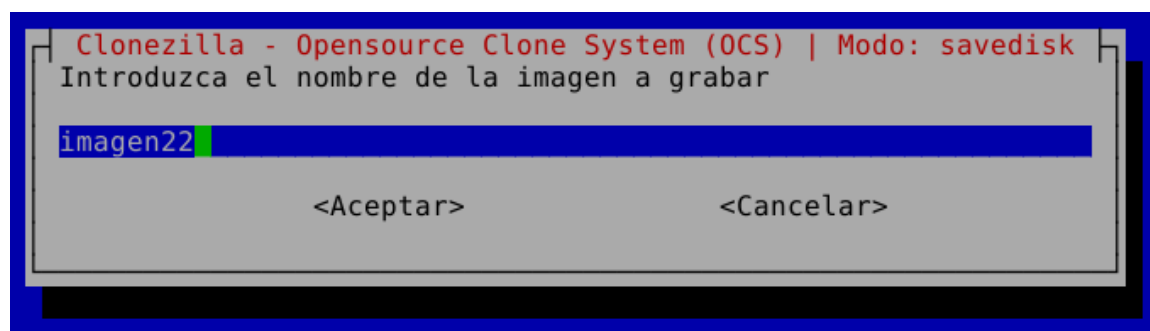 Clonezilla - Opensource Clone System (OCS) | Modo: savedisk
Introduzca el nombre de la imagen a grabar
imagen22
<Aceptar> <Cancelar>